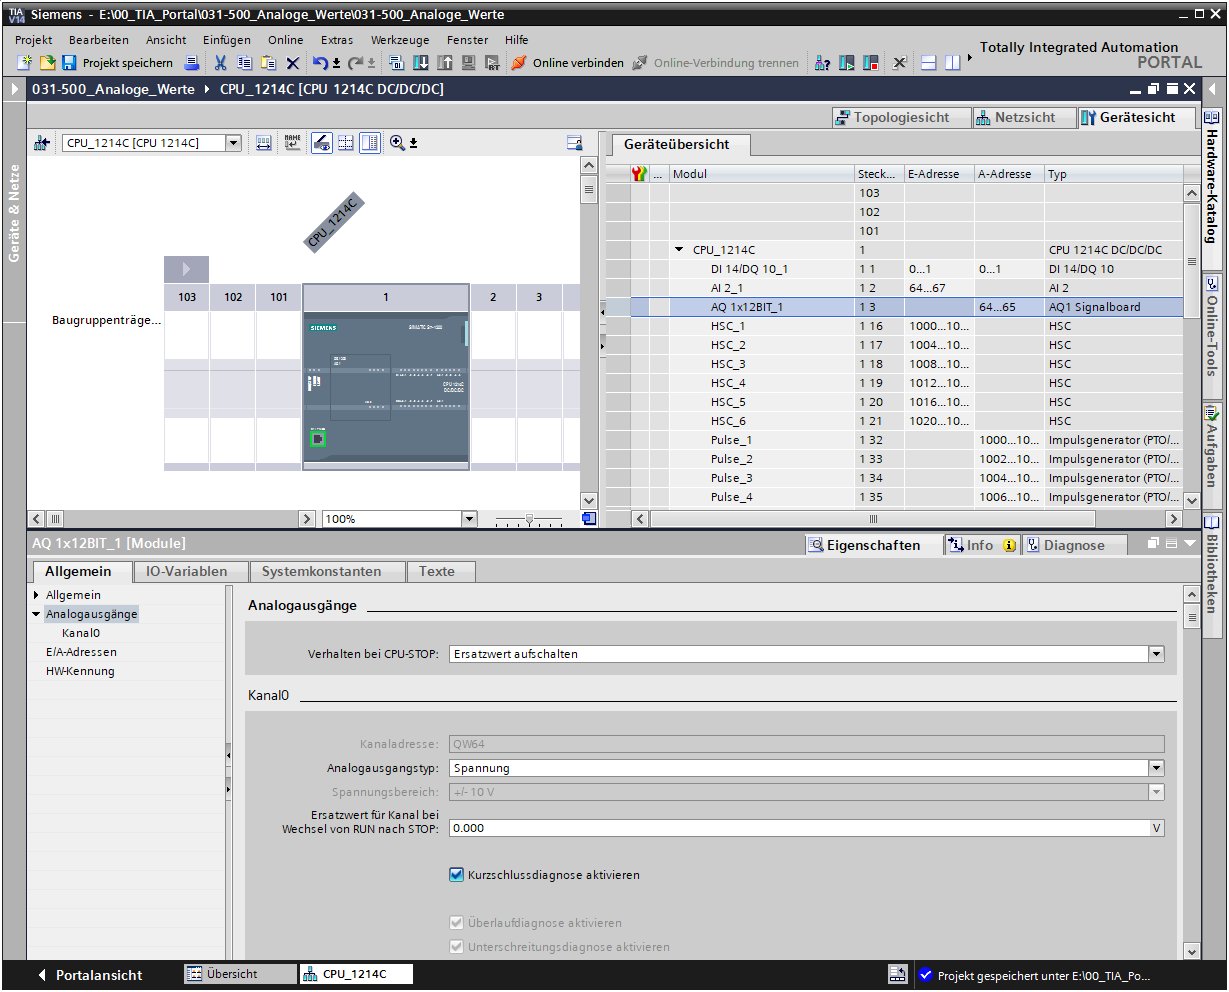 TIA V14 Siemens - E:\00_TIA_Portal\031-500_Analoge_Werte\031-500_Analoge_Werte
Projekt Bearbeiten Ansicht Einfügen Online Extras Werkzeuge Fenster Hilfe
Projekt speichern Online verbinden Online-Verbindung trennen
Totally Integrated Automation
PORTAL
031-500_Analoge_Werte CPU_1214C [CPU 1214C DC/DC/DC]
Topologiesicht Netzsicht Gerätesicht
CPU_1214C [CPU 1214C]
Geräte & Netze
CPU_1214C
103 102 101 1 2 3
Baugruppenträge...
SIEMENS SIMATIC S7-1200
CPU 1214C
DC/DC/DC
100%
Geräteübersicht
... Modul Steck... E-Adresse A-Adresse Typ
103
102
101
CPU_1214C 1 CPU 1214C DC/DC/DC
DI 14/DQ 10_1 1 1 0...1 0...1 DI 14/DQ 10
AI 2_1 1 2 64...67 AI 2
AQ 1x12BIT_1 1 3 64...65 AQ1 Signalboard
HSC_1 1 16 1000...10... HSC
HSC_2 1 17 1004...10... HSC
HSC_3 1 18 1008...10... HSC
HSC_4 1 19 1012...10... HSC
HSC_5 1 20 1016...10... HSC
HSC_6 1 21 1020...10... HSC
Pulse_1 1 32 1000...10... Impulsgenerator (PTO/...
Pulse_2 1 33 1002...10... Impulsgenerator (PTO/...
Pulse_3 1 34 1004...10... Impulsgenerator (PTO/...
Pulse_4 1 35 1006...10... Impulsgenerator (PTO/...
Hardware-Katalog
Online-Tools
Aufgaben
Bibliotheken
AQ 1x12BIT_1 [Module]
Eigenschaften Info Diagnose
Allgemein IO-Variablen Systemkonstanten Texte
Allgemein
Analogausgänge
Kanal0
E/A-Adressen
HW-Kennung
Analogausgänge
Verhalten bei CPU-STOP: Ersatzwert aufschalten
Kanal0
Kanaladresse: QW64
Analogausgangstyp: Spannung
Spannungsbereich: +/- 10 V
Ersatzwert für Kanal bei
Wechsel von RUN nach STOP: 0.000 V
Kurzschlussdiagnose aktivieren
Überlaufdiagnose aktivieren
Unterschreitungsdiagnose aktivieren
Portalansicht Übersicht CPU_1214C Projekt gespeichert unter E:\00_TIA_Po...